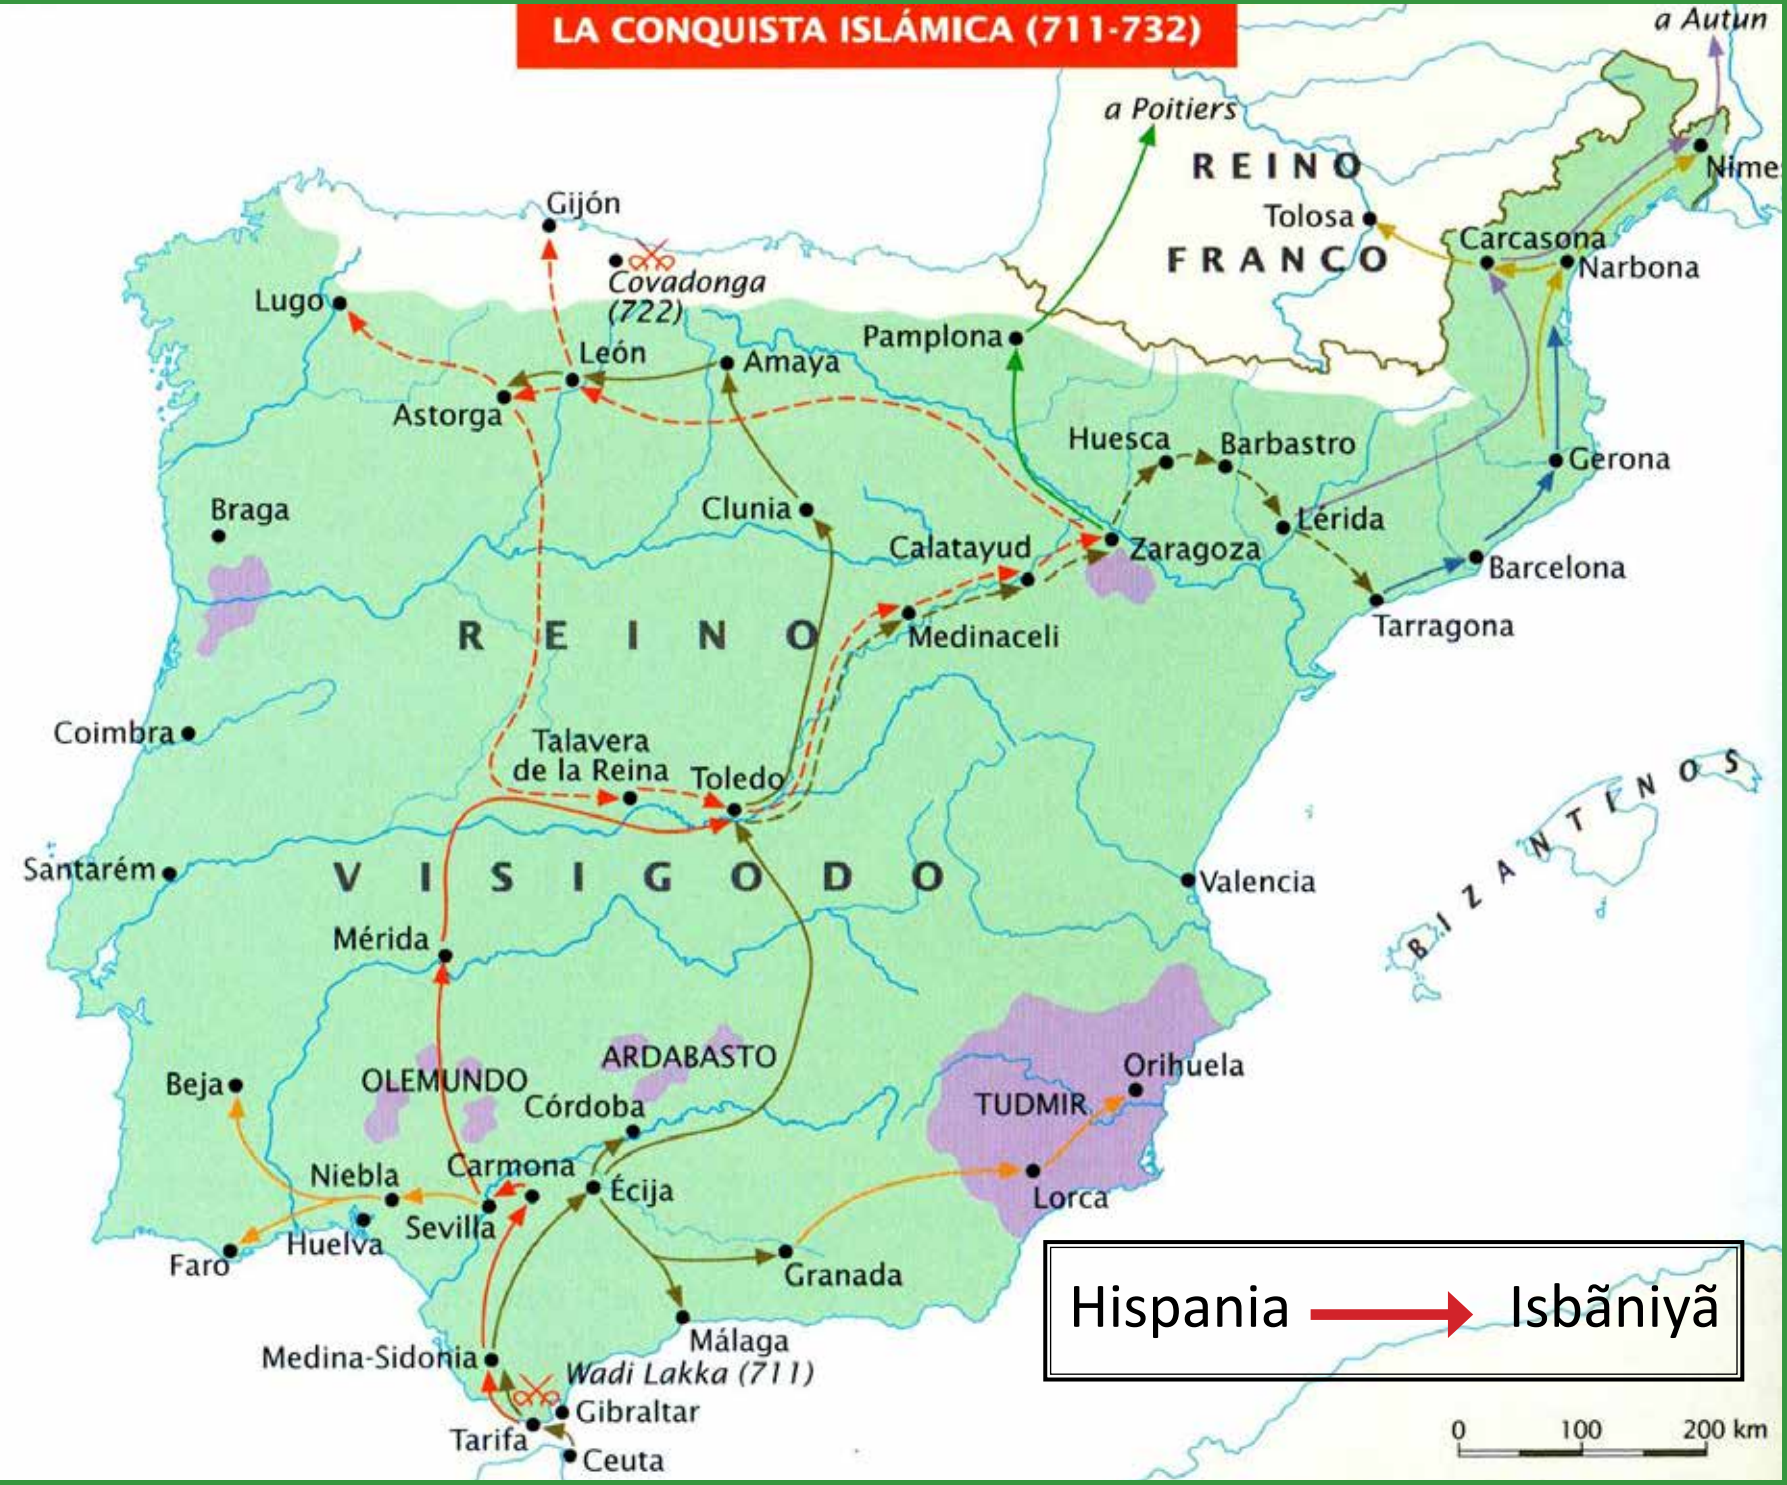 LA CONQUISTA ISLÁMICA (711-732)
a Autun
a Poitiers
REINO
Nime
Gijón
Tolosa
Carcasona
FRANCO
Narbona
Covadonga
(722)
Lugo
Pamplona
León
Amaya
Astorga
Huesca
Barbastro
Gerona
Braga
Clunia
Lérida
Calatayud
Zaragoza
Barcelona
REINO
Medinaceli
Tarragona
Coimbra
Talavera
de la Reina
Toledo
BIZANTINOS
Santarém
VISIGODO
Valencia
Mérida
ARDABASTO
Orihuela
Beja
OLEMUNDO
Córdoba
TUDMIR
Niebla
Carmona
Écija
Lorca
Huelva
Sevilla
Faro
Granada
Hispania
Isbãniyã
Medina-Sidonia
Málaga
Wadi Lakka (711)
Gibraltar
Tarifa
Ceuta
0 100 200 km